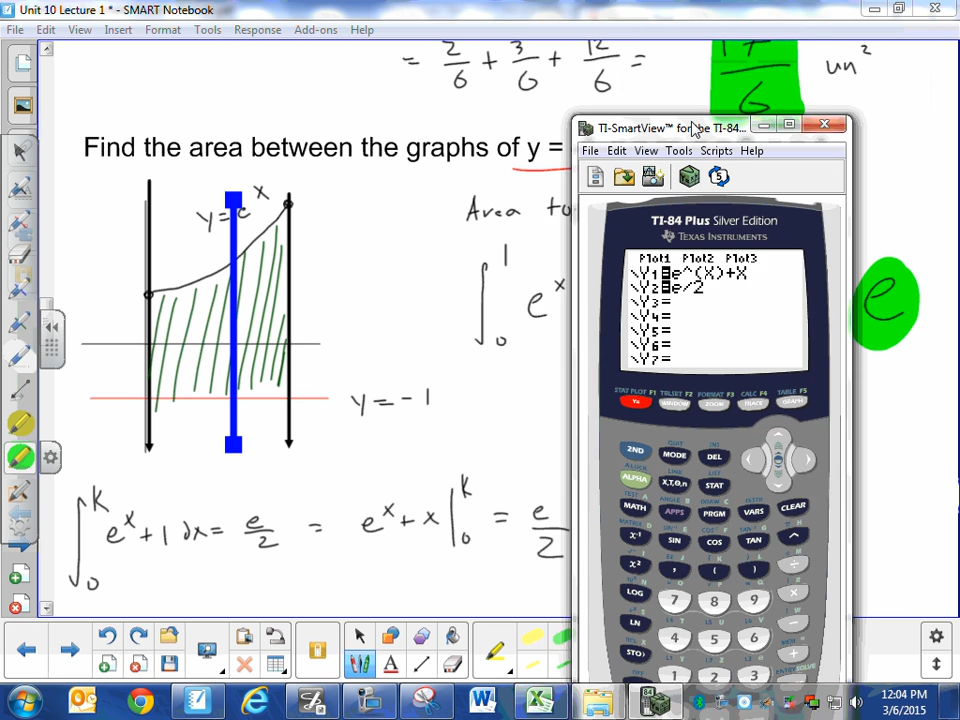 Unit 10 Lecture 1 * - SMART Notebook
File Edit View Insert Format Tools Responses Add-ons Help
= 2/6 + 3/6 + 12/6 = 17/6 un²
Find the area between the graphs of y =
TI-SmartView™ for the TI-84...
File Edit View Tools Scripts Help
y = e^x
Area to
∫₀¹ e^x
e
y = -1
∫₀ᵏ e^x + 1 dx = e/2 = e^x + x |₀ᵏ = e/2
TI-84 Plus Silver Edition
TEXAS INSTRUMENTS
Plot1 Plot2 Plot3
\Y1=e^(X)+X
\Y2=e/2
\Y3=
\Y4=
\Y5=
\Y6=
\Y7=
STAT PLOT F1 TBLSET F2 FORMAT F3 CALC F4 TABLE F5
Y= WINDOW ZOOM TRACE GRAPH
QUIT INS
2ND MODE DEL
A-LOCK LINK LIST
ALPHA X,T,Θ,n STAT
TEST A ANGLE B DRAW C DISTR
MATH APPS PRGM VARS CLEAR
x⁻¹ SIN COS TAN ^
x² , ( ) ÷
LOG 7 8 9 ×
LN 4 5 6 −
STO▸ 1 2 3 +
12:04 PM
3/6/2015